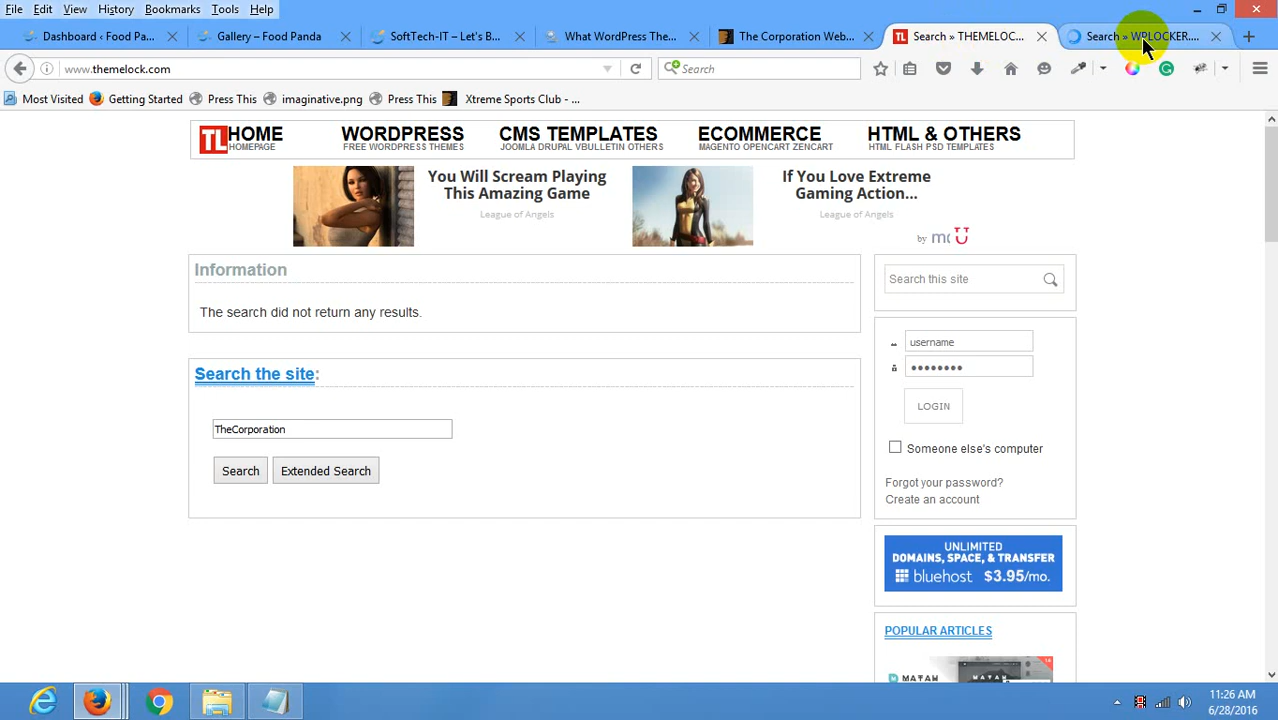 File Edit View History Bookmarks Tools Help
Dashboard ‹ Food Pa... Gallery – Food Panda SoftTech-IT – Let's B... What WordPress The... The Corporation Web... Search » THEMELOC... Search » WPLOCKER....
www.themelock.com Search
Most Visited Getting Started Press This imaginative.png Press This Xtreme Sports Club - ...
TL HOME WORDPRESS CMS TEMPLATES ECOMMERCE HTML & OTHERS
HOMEPAGE FREE WORDPRESS THEMES JOOMLA DRUPAL VBULLETIN OTHERS MAGENTO OPENCART ZENCART HTML FLASH PSD TEMPLATES
You Will Scream Playing
This Amazing Game
League of Angels
If You Love Extreme
Gaming Action...
League of Angels
by
Information
The search did not return any results.
Search the site:
TheCorporation
Search Extended Search
Search this site
username
LOGIN
Someone else's computer
Forgot your password?
Create an account
UNLIMITED
DOMAINS, SPACE, & TRANSFER
bluehost $3.95/mo.
POPULAR ARTICLES
MATAM
11:26 AM
6/28/2016